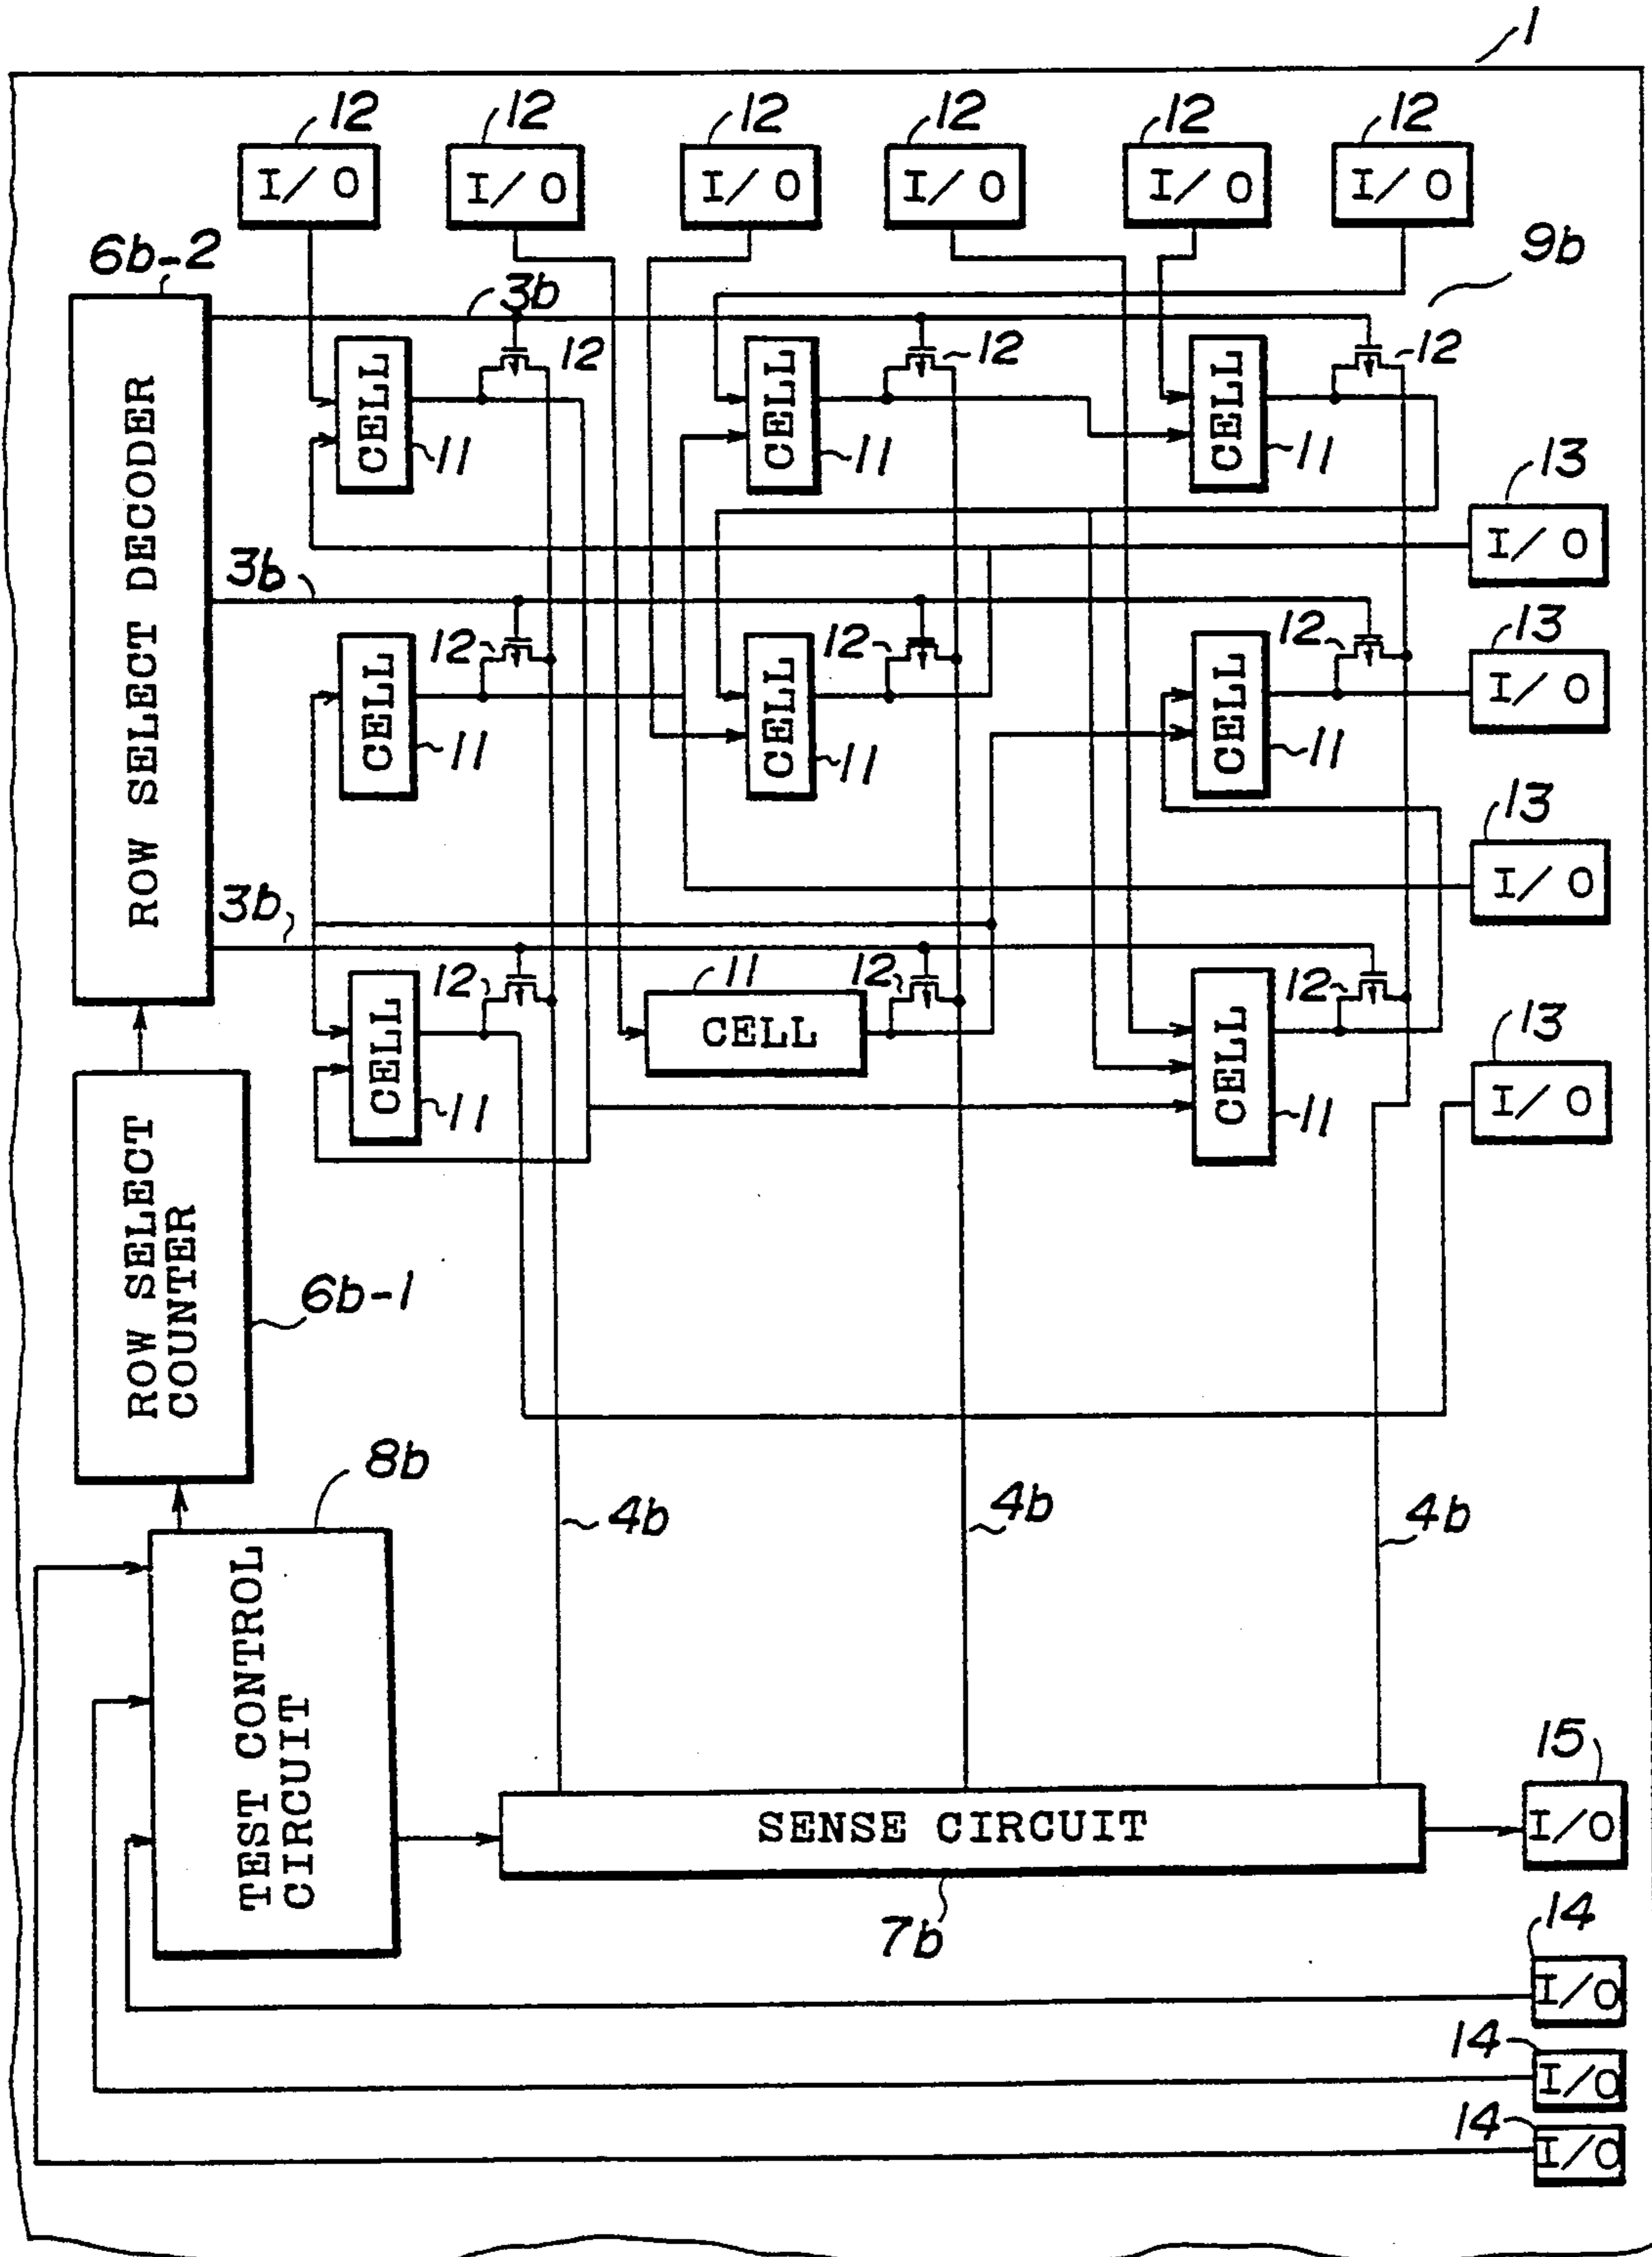 1
12 12 12 12 12 12
I/O I/O I/O I/O I/O I/O
9b
6b-2
3b
12 12 12
CELL CELL CELL
11 11 11
ROW SELECT DECODER
13
I/O
3b
12 12 12
13
I/O
CELL CELL CELL
11 11 11
13
I/O
3b
12 11 12 12
CELL CELL CELL
11 11
13
I/O
ROW SELECT
COUNTER
6b-1
8b
4b 4b 4b
TEST CONTROL
CIRCUIT
15
SENSE CIRCUIT
I/O
7b
14
I/O
14
I/O
14
I/O